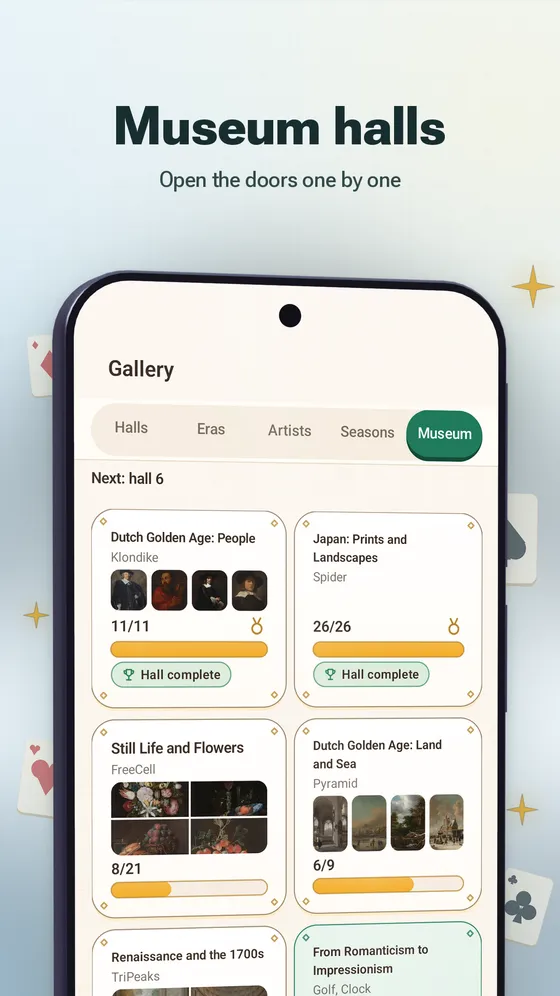 Museum halls
Open the doors one by one
Gallery
Halls Eras Artists Seasons Museum
Next: hall 6
Dutch Golden Age: People
Klondike
11/11
Hall complete
Japan: Prints and
Landscapes
Spider
26/26
Hall complete
Still Life and Flowers
FreeCell
8/21
Dutch Golden Age: Land
and Sea
Pyramid
6/9
Renaissance and the 1700s
TriPeaks
From Romanticism to
Impressionism
Golf, Clock